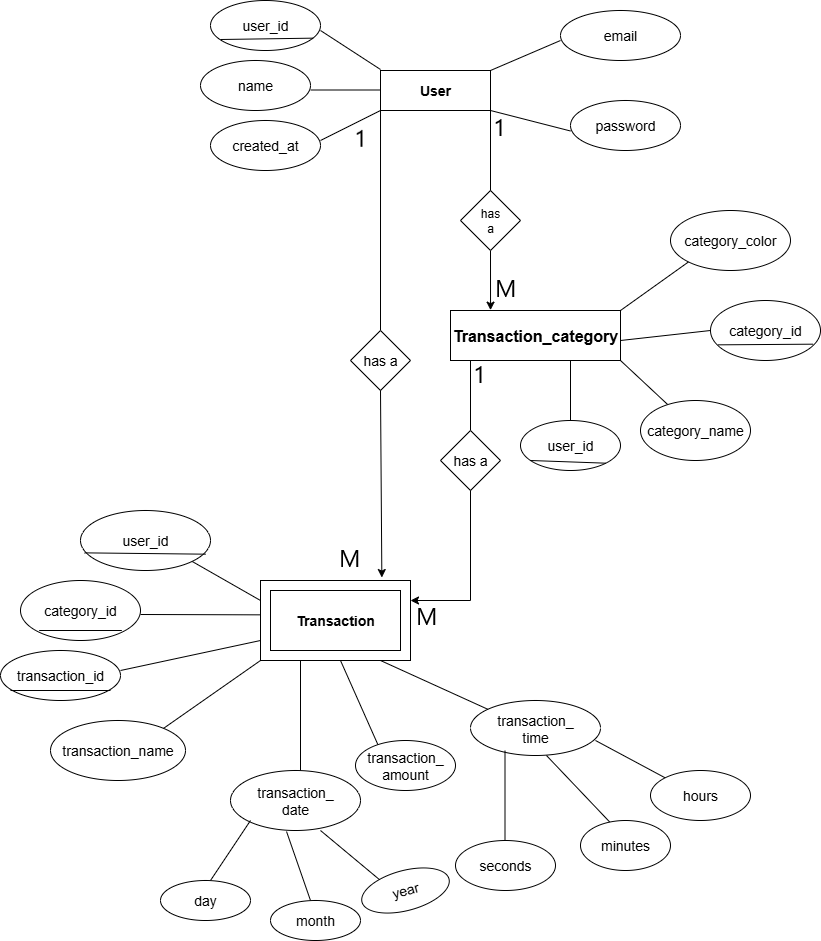 user_id
email
name
User
password
created_at
1
1
has
a
category_color
M
category_id
Transaction_category
has a
1
category_name
user_id
has a
user_id
M
category_id
M
Transaction
transaction_id
transaction_name
transaction_
time
transaction_
amount
transaction_
date
hours
minutes
seconds
day
year
month